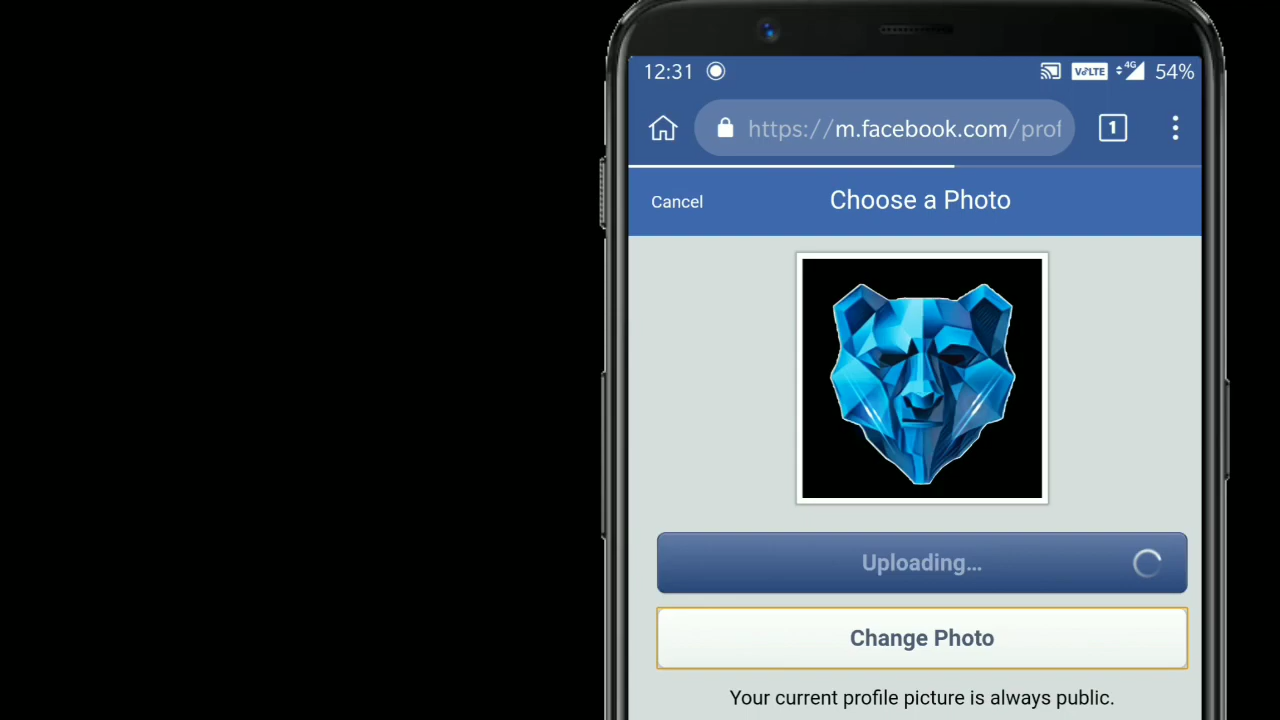 12:31 VoLTE 4G 54%
https://m.facebook.com/prof 1
Cancel Choose a Photo
Uploading...
Change Photo
Your current profile picture is always public.